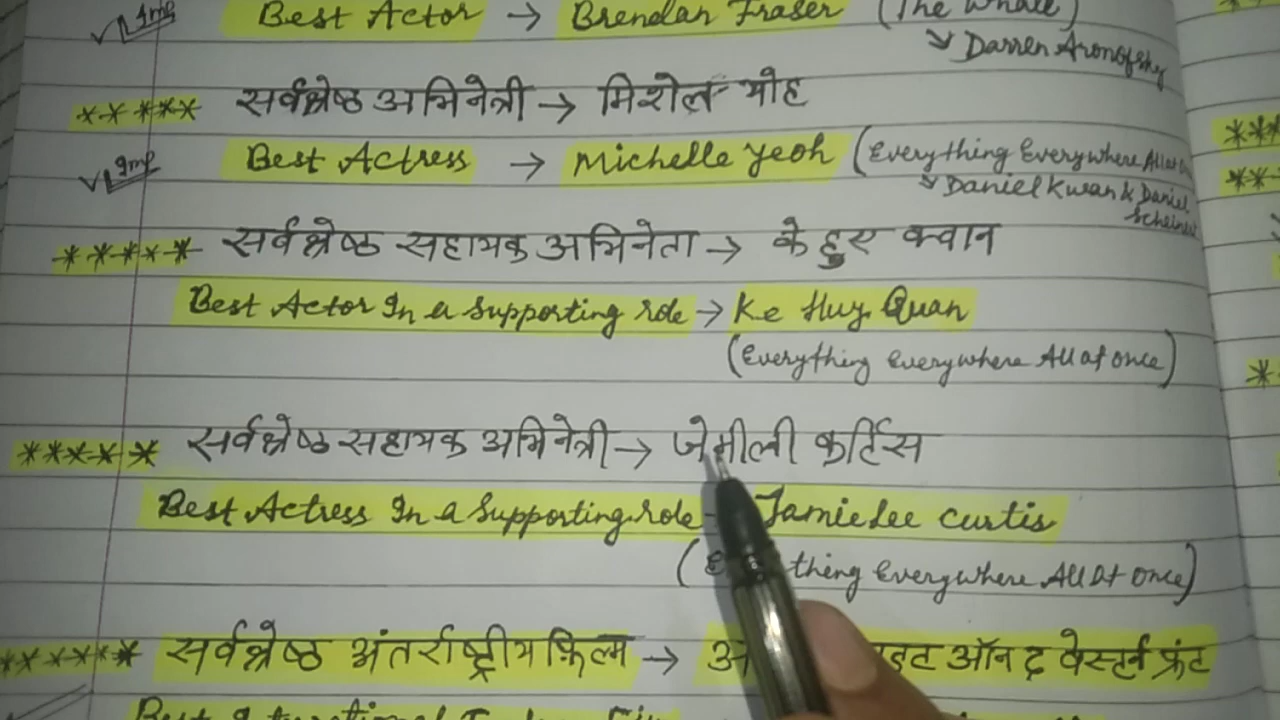 Imp Best Actor → Brendan Fraser (The Whale)
↘ Darren Aronofsky
***** सर्वश्रेष्ठ अभिनेत्री → मिशेल योह
Imp Best Actress → Michelle Yeoh (Everything Everywhere All at
↘ Daniel Kwan & Daniel
***** सर्वश्रेष्ठ सहायक अभिनेता → के हुए क्वान
Best Actor In a Supporting role → Ke Huy Quan
(Everything Everywhere All at once)
***** सर्वश्रेष्ठ सहायक अभिनेत्री → जेमीली कर्टिस
Best Actress In a Supporting role - Jamie Lee Curtis
( thing Everywhere All At Once)
***** सर्वश्रेष्ठ अंतर्राष्ट्रीय फ़िल्म → ऑन द वेस्टर्न फ्रंट
Best